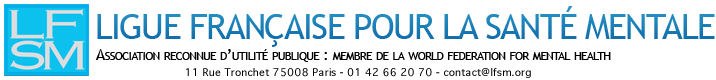 LF
SM
LIGUE FRANÇAISE POUR LA SANTÉ MENTALE
ASSOCIATION RECONNUE D'UTILITÉ PUBLIQUE : MEMBRE DE LA WORLD FEDERATION FOR MENTAL HEALTH
11 Rue Tronchet 75008 Paris - 01 42 66 20 70 - contact@lfsm.org